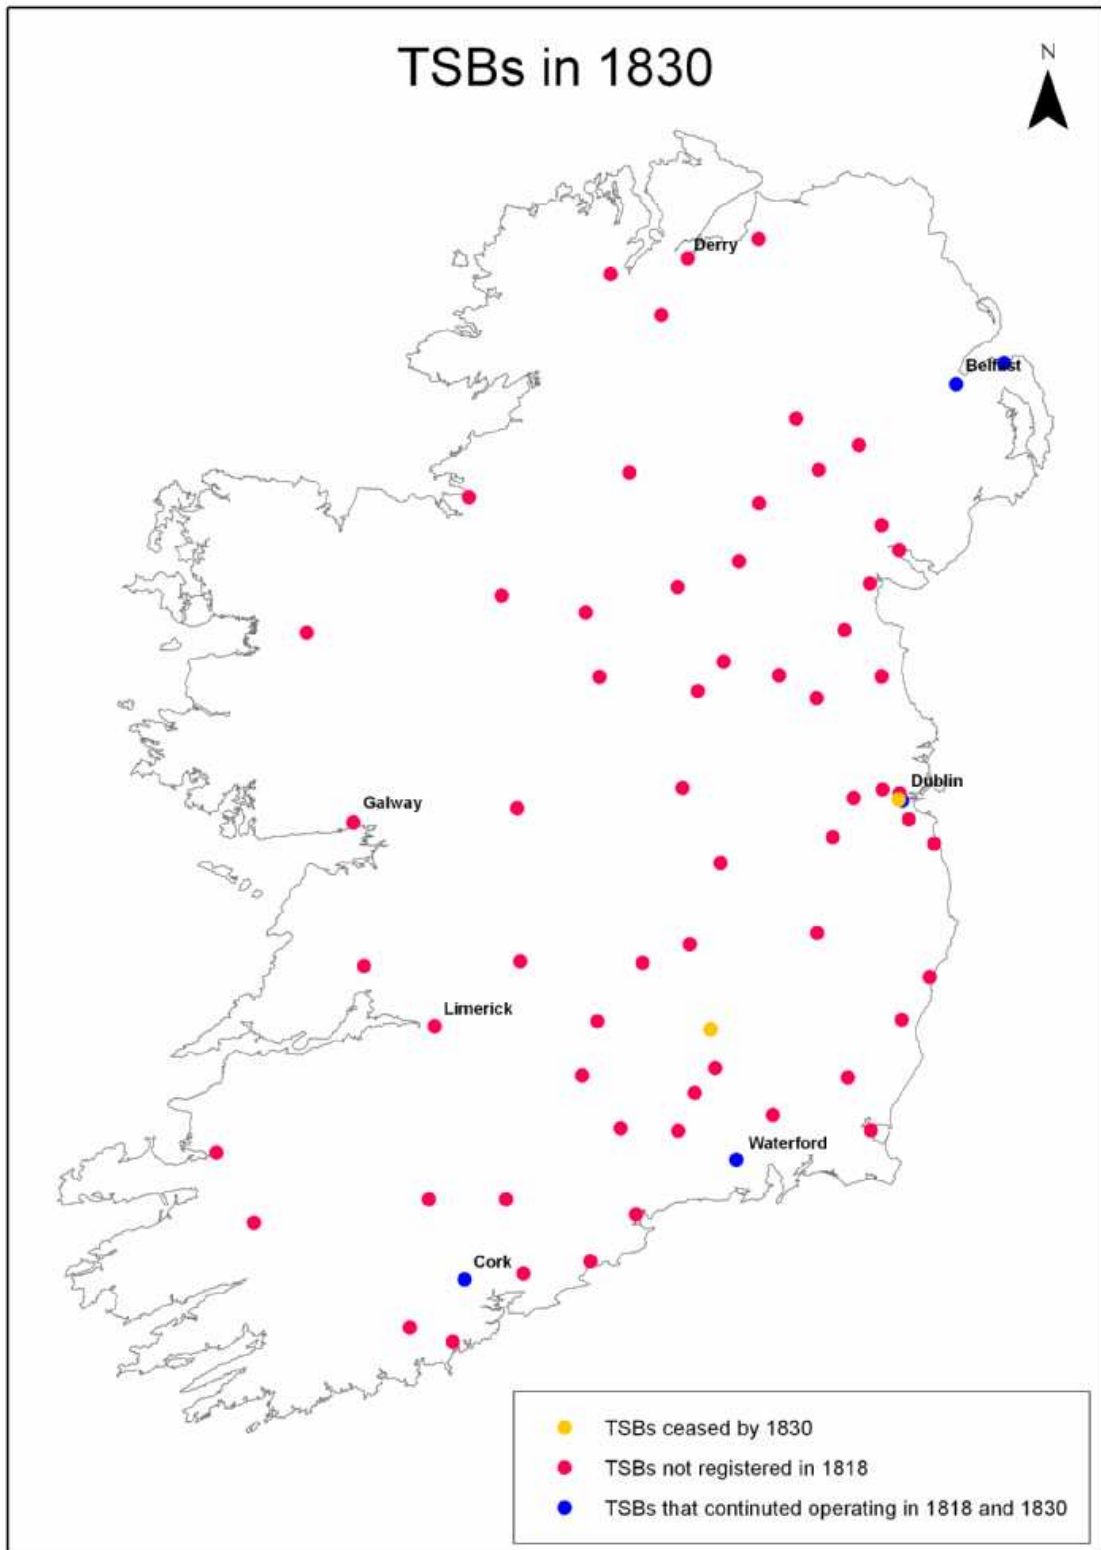 TSBs in 1830
N
Derry
Belfast
Dublin
Galway
Limerick
Waterford
Cork
TSBs ceased by 1830
TSBs not registered in 1818
TSBs that continuted operating in 1818 and 1830